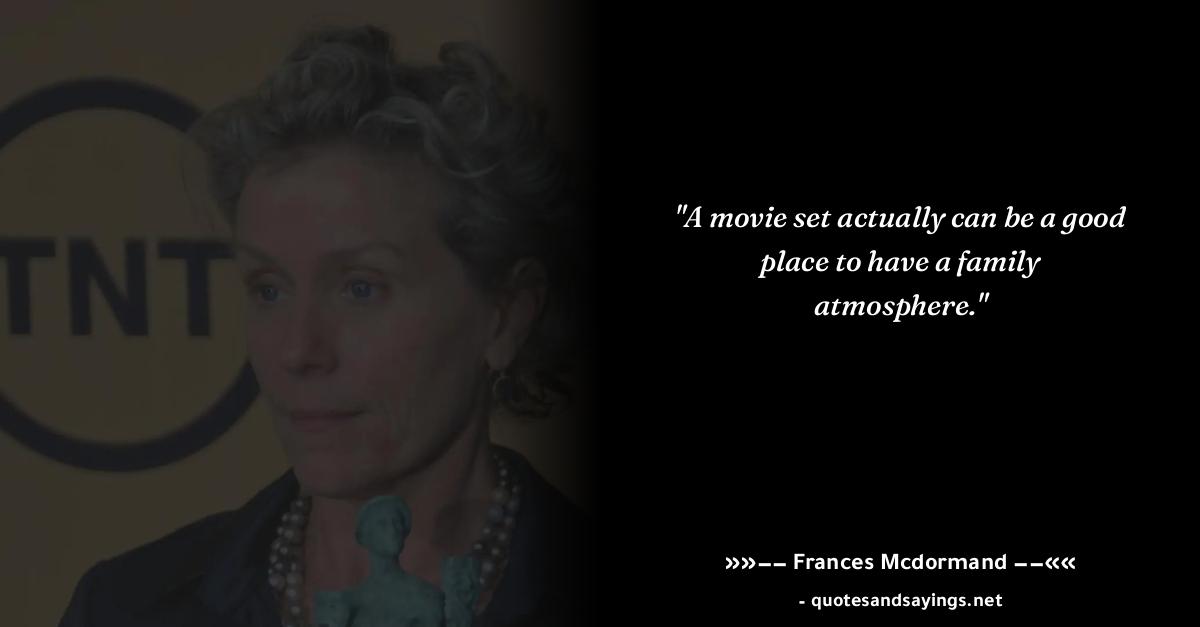 TNT
"A movie set actually can be a good
place to have a family
atmosphere."
»»−− Frances Mcdormand −−««
- quotesandsayings.net